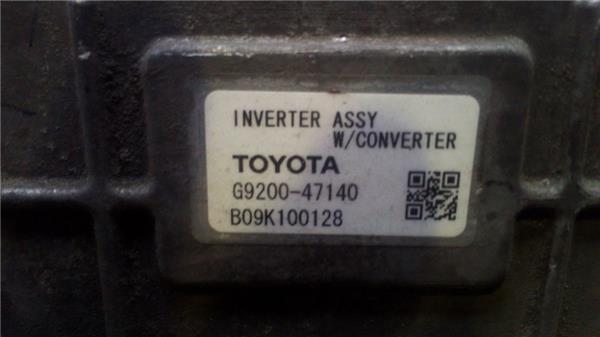 INVERTER ASSY
W/CONVERTER
TOYOTA
G9200-47140
B09K100128